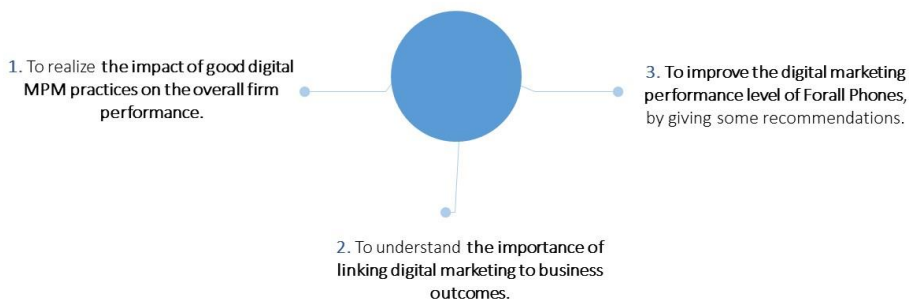 1. To realize the impact of good digital
MPM practices on the overall firm
performance.
2. To understand the importance of
linking digital marketing to business
outcomes.
3. To improve the digital marketing
performance level of Forall Phones,
by giving some recommendations.